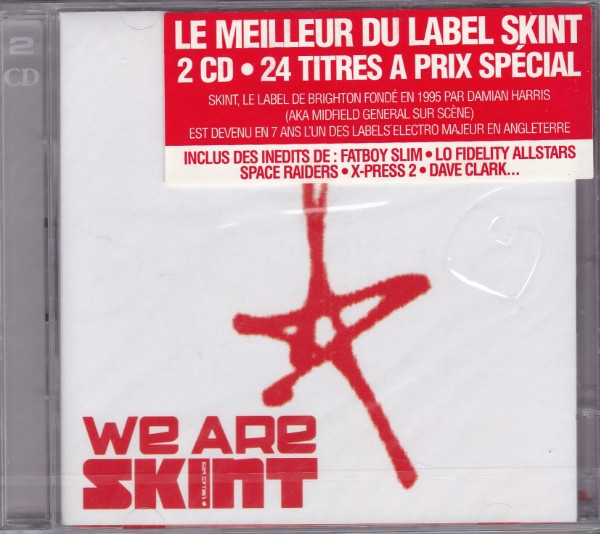 2
CD
LE MEILLEUR DU LABEL SKINT
2 CD • 24 TITRES A PRIX SPÉCIAL
SKINT, LE LABEL DE BRIGHTON FONDÉ EN 1995 PAR DAMIAN HARRIS
(AKA MIDFIELD GENERAL SUR SCÈNE)
EST DEVENU EN 7 ANS L'UN DES LABELS ELECTRO MAJEUR EN ANGLETERRE
INCLUS DES INEDITS DE : FATBOY SLIM • LO FIDELITY ALLSTARS
SPACE RAIDERS • X-PRESS 2 • DAVE CLARK...
WE ARE
SKINT